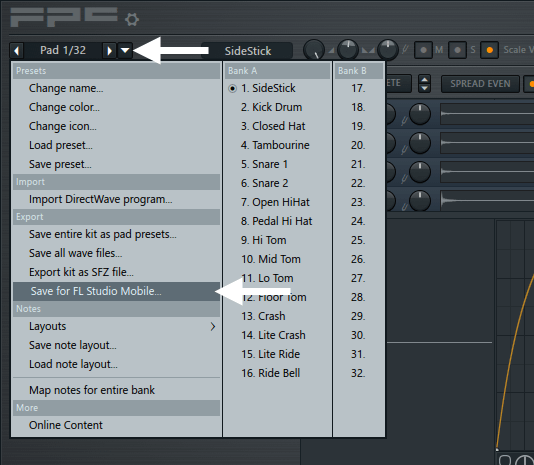 FPC
Pad 1/32
SideStick
M
S
Scale V
Presets
Change name...
Change color...
Change icon...
Load preset...
Save preset...
Import
Import DirectWave program...
Export
Save entire kit as pad presets...
Save all wave files...
Export kit as SFZ file...
Save for FL Studio Mobile...
Notes
Layouts
Save note layout...
Load note layout...
Map notes for entire bank
More
Online Content
Bank A
1. SideStick
2. Kick Drum
3. Closed Hat
4. Tambourine
5. Snare 1
6. Snare 2
7. Open HiHat
8. Pedal Hi Hat
9. Hi Tom
10. Mid Tom
11. Lo Tom
12. Floor Tom
13. Crash
14. Lite Crash
15. Lite Ride
16. Ride Bell
Bank B
17.
18.
19.
20.
21.
22.
23.
24.
25.
26.
27.
28.
29.
30.
31.
32.
ETE
SPREAD EVEN